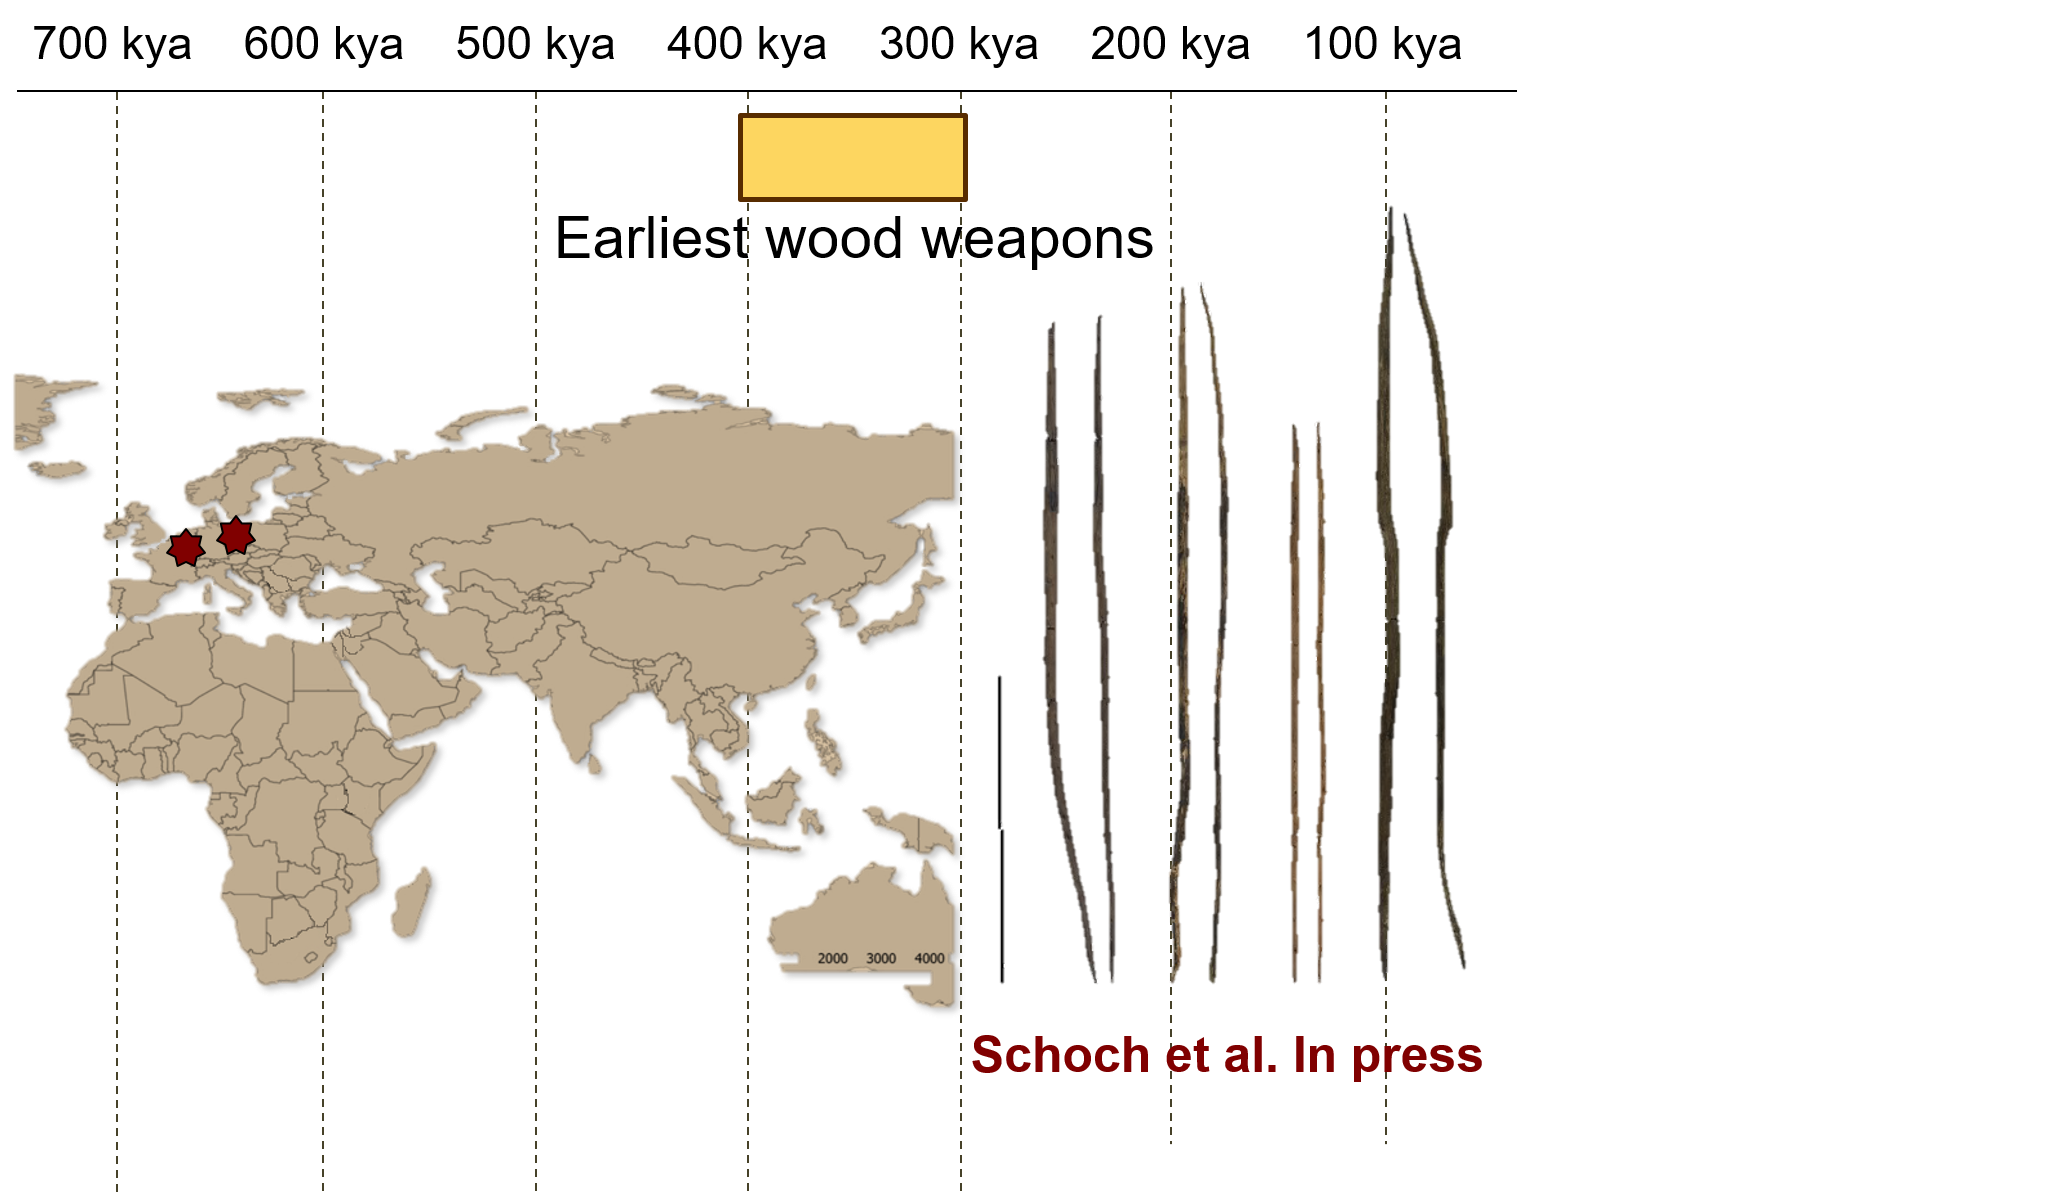 700 kya 600 kya 500 kya 400 kya 300 kya 200 kya 100 kya
Earliest wood weapons
2000 3000 4000
Schoch et al. In press